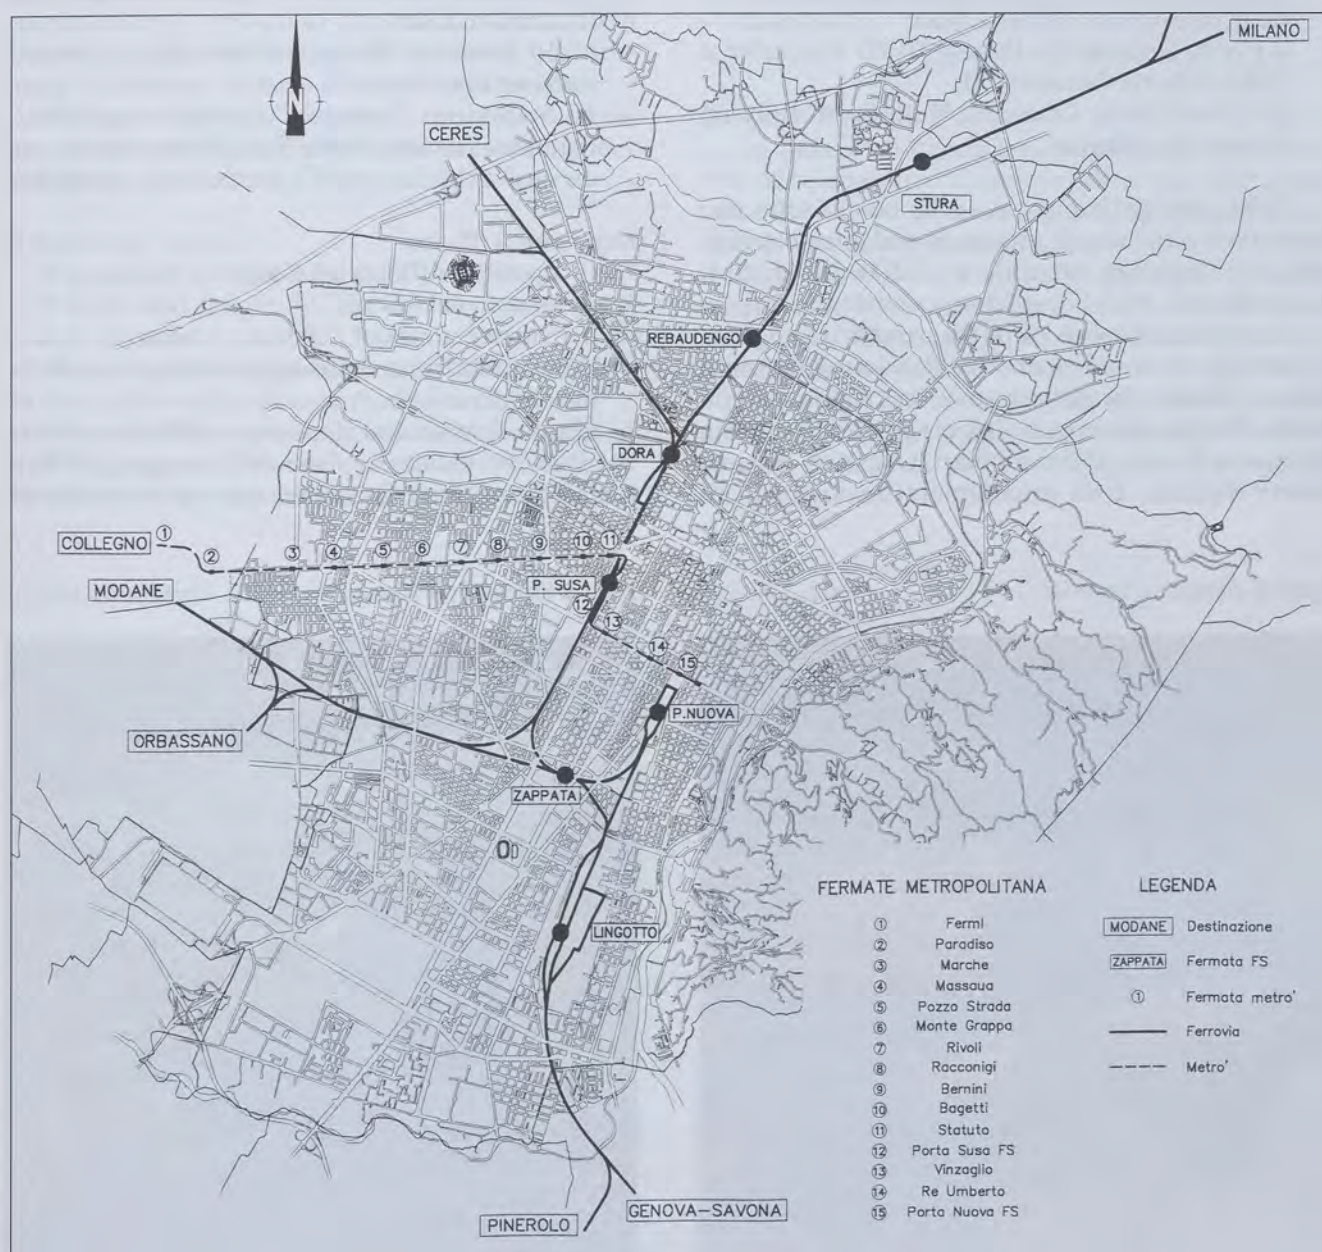 MILANO
N
CERES
STURA
REBAUDENGO
DORA
COLLEGNO
1
2
3
4
5
6
7
8
9
10
11
MODANE
P. SUSA
12
13
14
15
P.NUOVA
ORBASSANO
ZAPPATA
LINGOTTO
GENOVA-SAVONA
PINEROLO
FERMATE METROPOLITANA
1 Fermi
2 Paradiso
3 Marche
4 Massaua
5 Pozzo Strada
6 Monte Grappa
7 Rivoli
8 Racconigi
9 Bernini
10 Bagetti
11 Statuto
12 Porta Susa FS
13 Vinzaglio
14 Re Umberto
15 Porta Nuova FS
LEGENDA
MODANE Destinazione
ZAPPATA Fermata FS
1 Fermata metro'
Ferrovia
Metro'